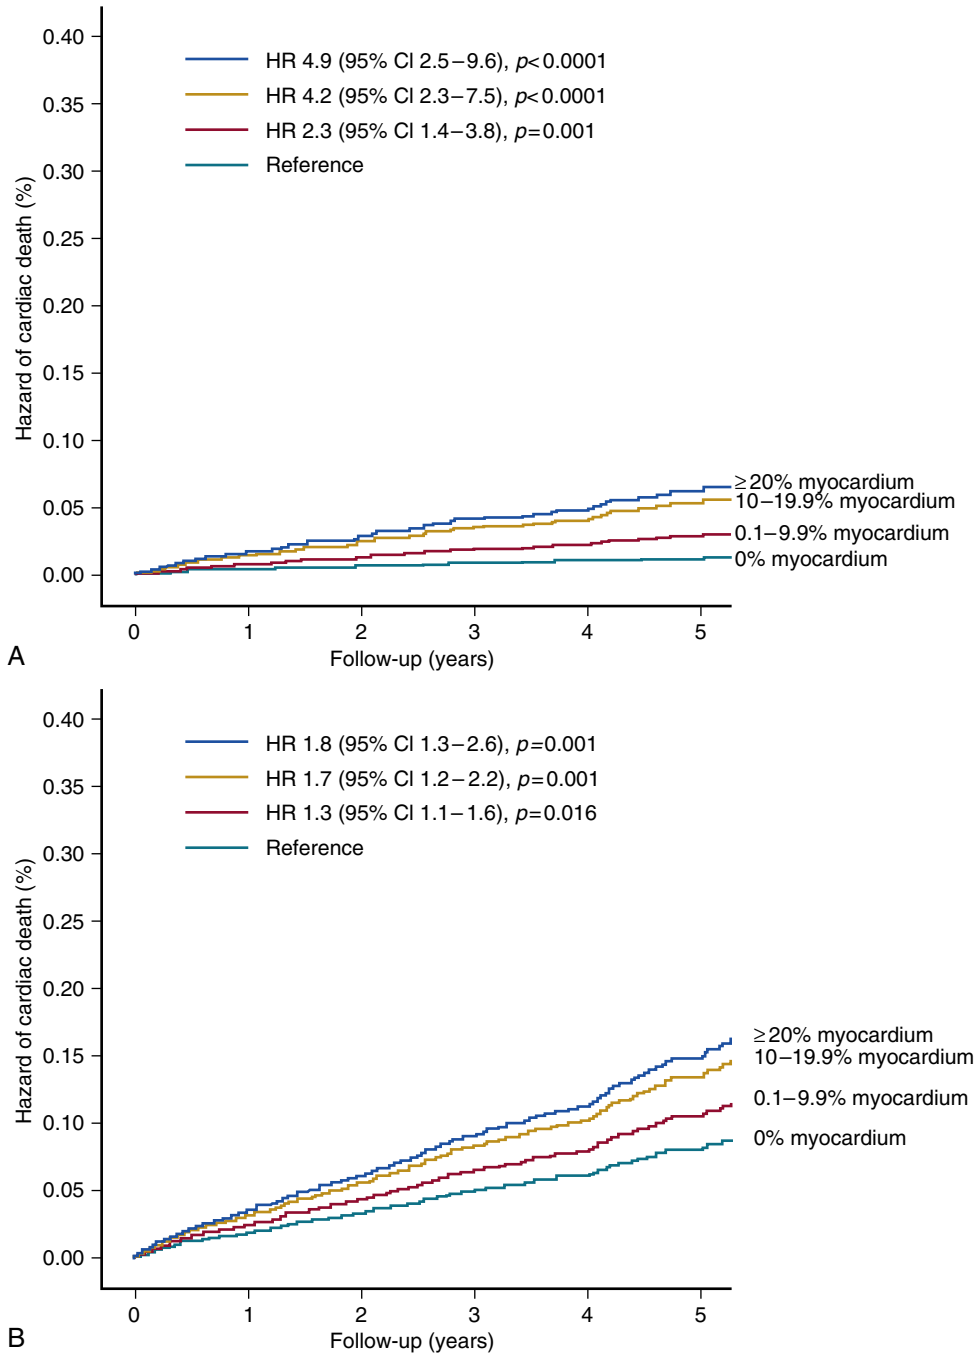 0.40
0.35
0.30
0.25
0.20
0.15
0.10
0.05
0.00
Hazard of cardiac death (%)
HR 4.9 (95% CI 2.5–9.6), p<0.0001
HR 4.2 (95% CI 2.3–7.5), p<0.0001
HR 2.3 (95% CI 1.4–3.8), p=0.001
Reference
≥20% myocardium
10–19.9% myocardium
0.1–9.9% myocardium
0% myocardium
0 1 2 3 4 5
Follow-up (years)
A
0.40
0.35
0.30
0.25
0.20
0.15
0.10
0.05
0.00
Hazard of cardiac death (%)
HR 1.8 (95% CI 1.3–2.6), p=0.001
HR 1.7 (95% CI 1.2–2.2), p=0.001
HR 1.3 (95% CI 1.1–1.6), p=0.016
Reference
≥20% myocardium
10–19.9% myocardium
0.1–9.9% myocardium
0% myocardium
0 1 2 3 4 5
Follow-up (years)
B